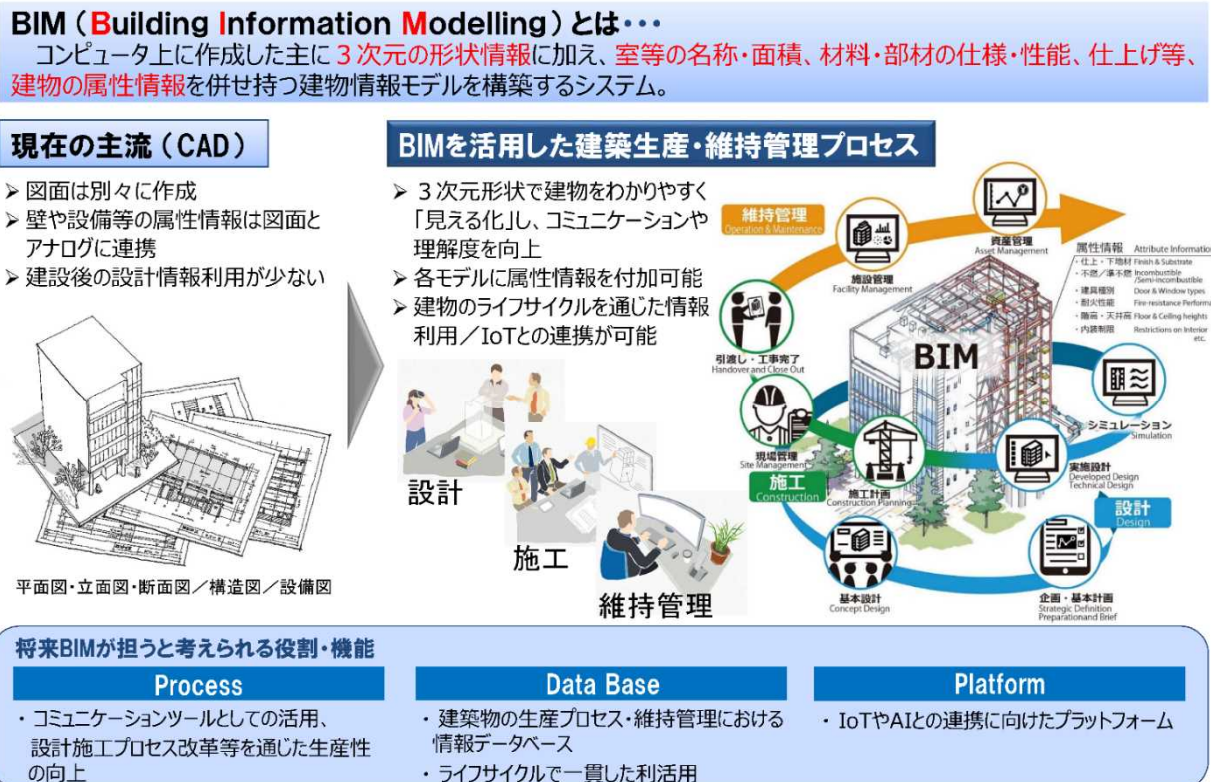 BIM（Building Information Modelling）とは・・・
コンピュータ上に作成した主に３次元の形状情報に加え、室等の名称・面積、材料・部材の仕様・性能、仕上げ等、
建物の属性情報を併せ持つ建物情報モデルを構築するシステム。
現在の主流（CAD）
➢ 図面は別々に作成
➢ 壁や設備等の属性情報は図面と
アナログに連携
➢ 建設後の設計情報利用が少ない
平面図・立面図・断面図／構造図／設備図
BIMを活用した建築生産・維持管理プロセス
➢ ３次元形状で建物をわかりやすく
「見える化」し、コミュニケーションや
理解度を向上
➢ 各モデルに属性情報を付加可能
➢ 建物のライフサイクルを通じた情報
利用／IoTとの連携が可能
設計
施工
維持管理
維持管理
Operation & Maintenance
資産管理
Asset Management
施設管理
Facility Management
引渡し・工事完了
Handover and Close Out
属性情報 Attribute Information
・仕上・下地材 Finish & Substrate
・不燃／準不燃 Incombustible
/Semi-incombustible
・建具種別 Door & Window types
・耐火性能 Fire-resistance Performa
・階高・天井高 Floor & Ceiling heights
・内装制限 Restrictions on Interior
etc.
BIM
シミュレーション
Simulation
現場管理
Site Management
施工
Construction
施工計画
Construction Planning
実施設計
Developed Design
Technical Design
設計
Design
基本設計
Concept Design
企画・基本計画
Strategic Definition
Preparationand Brief
将来BIMが担うと考えられる役割・機能
Process
・コミュニケーションツールとしての活用、
設計施工プロセス改革等を通じた生産性
の向上
Data Base
・建築物の生産プロセス・維持管理における
情報データベース
・ライフサイクルで一貫した利活用
Platform
・IoTやAIとの連携に向けたプラットフォーム